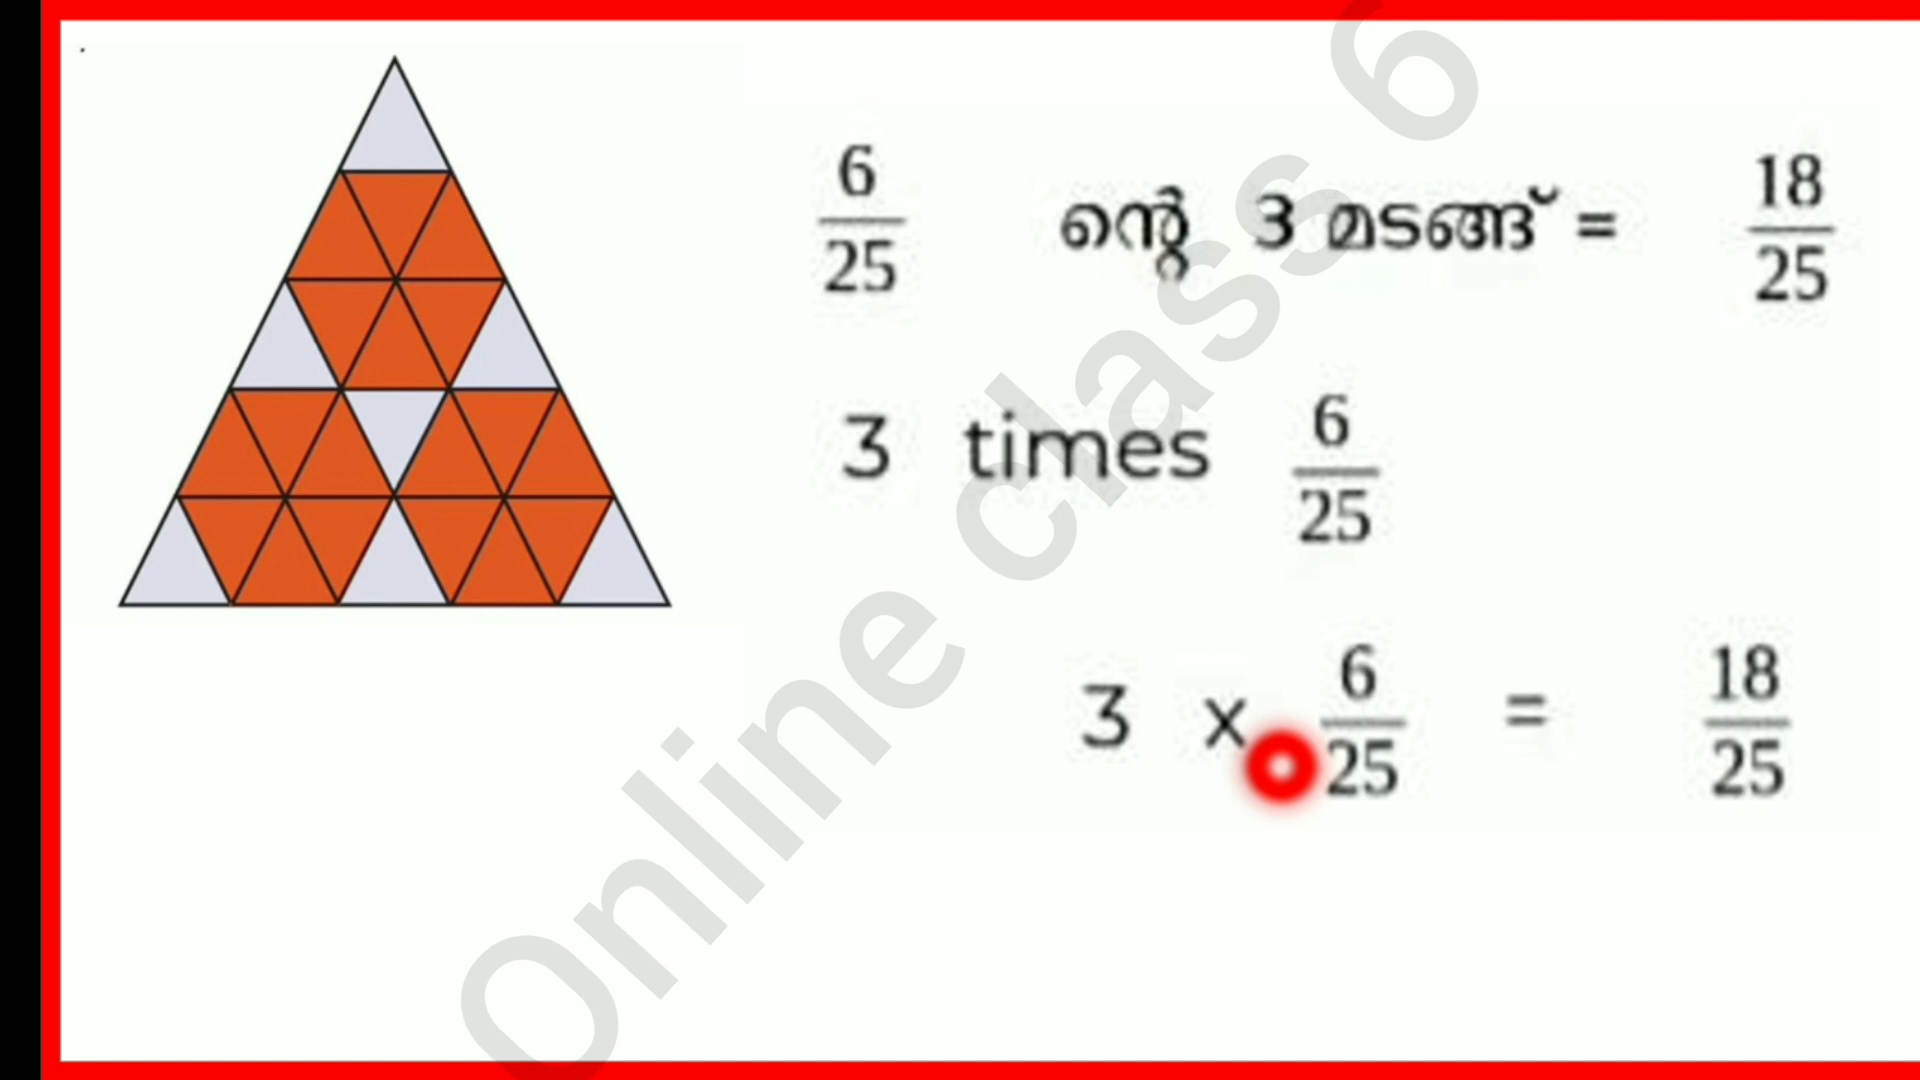 6/25 ന്റെ 3 മടങ്ങ് = 18/25
3 times 6/25
3 x 6/25 = 18/25
Online class 6